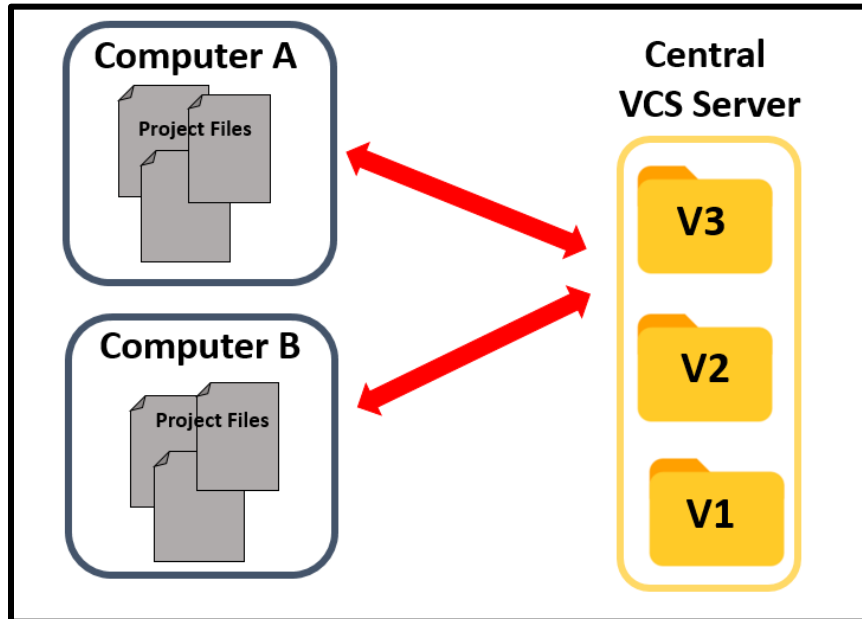 Computer A
Project Files
Computer B
Project Files
Central
VCS Server
V3
V2
V1